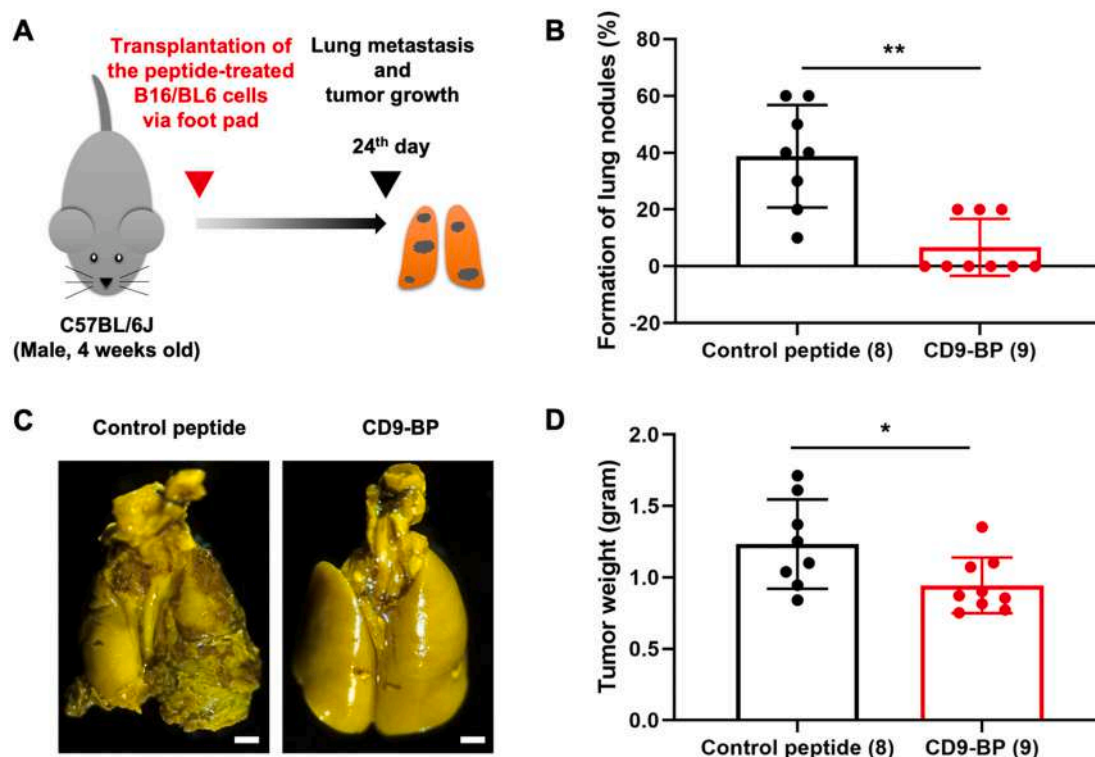 A
Transplantation of
the peptide-treated
B16/BL6 cells
via foot pad
Lung metastasis
and
tumor growth
24th day
C57BL/6J
(Male, 4 weeks old)
B
Formation of lung nodules (%)
80
60
40
20
0
-20
**
Control peptide (8)
CD9-BP (9)
C
Control peptide
CD9-BP
D
Tumor weight (gram)
2.0
1.5
1.0
0.5
0.0
*
Control peptide (8)
CD9-BP (9)